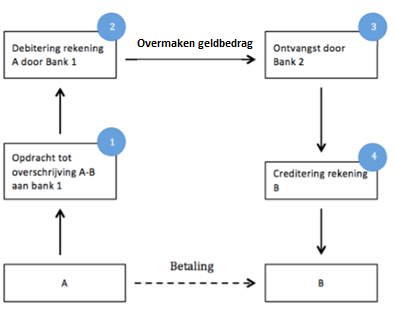 2
Debitering rekening
A door Bank 1
Overmaken geldbedrag
3
Ontvangst door
Bank 2
1
Opdracht tot
overschrijving A-B
aan bank 1
4
Creditering rekening
B
A
Betaling
B